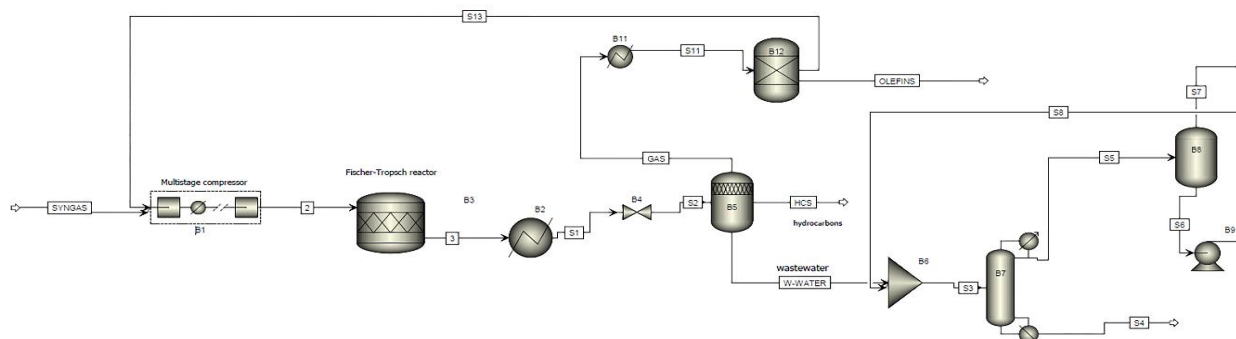 S13
B11
S11
B12
OLEFINS
S7
S8
GAS
B8
S5
Multistage compressor
Fischer-Tropsch reactor
B3
B2
B4
S2
B5
HCS
hydrocarbons
SYNGAS
B1
2
3
S1
S6
B9
wastewater
W-WATER
B6
S3
B7
S4